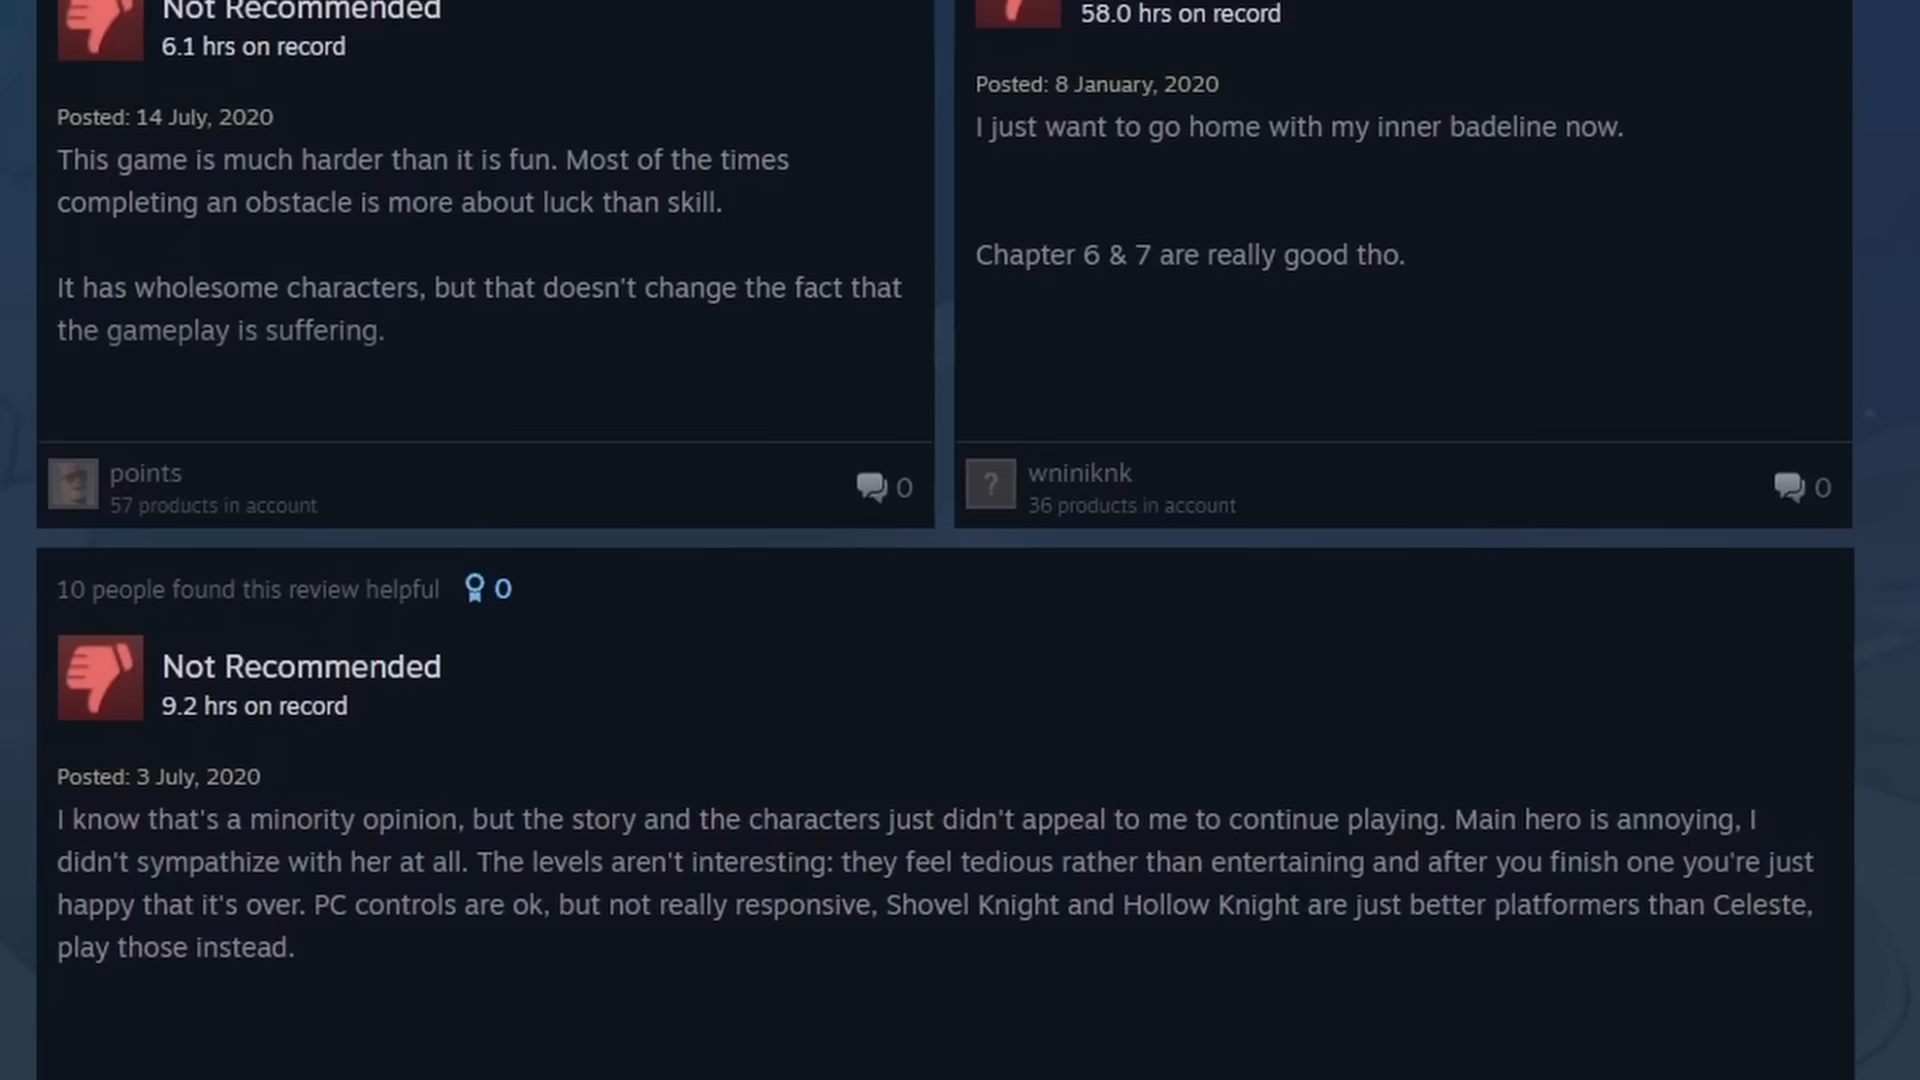 Not Recommended
6.1 hrs on record
Posted: 14 July, 2020
This game is much harder than it is fun. Most of the times
completing an obstacle is more about luck than skill.
It has wholesome characters, but that doesn't change the fact that
the gameplay is suffering.
points
57 products in account
0
58.0 hrs on record
Posted: 8 January, 2020
I just want to go home with my inner badeline now.
Chapter 6 & 7 are really good tho.
?
wniniknk
36 products in account
0
10 people found this review helpful 0
Not Recommended
9.2 hrs on record
Posted: 3 July, 2020
I know that's a minority opinion, but the story and the characters just didn't appeal to me to continue playing. Main hero is annoying, I
didn't sympathize with her at all. The levels aren't interesting: they feel tedious rather than entertaining and after you finish one you're just
happy that it's over. PC controls are ok, but not really responsive, Shovel Knight and Hollow Knight are just better platformers than Celeste,
play those instead.